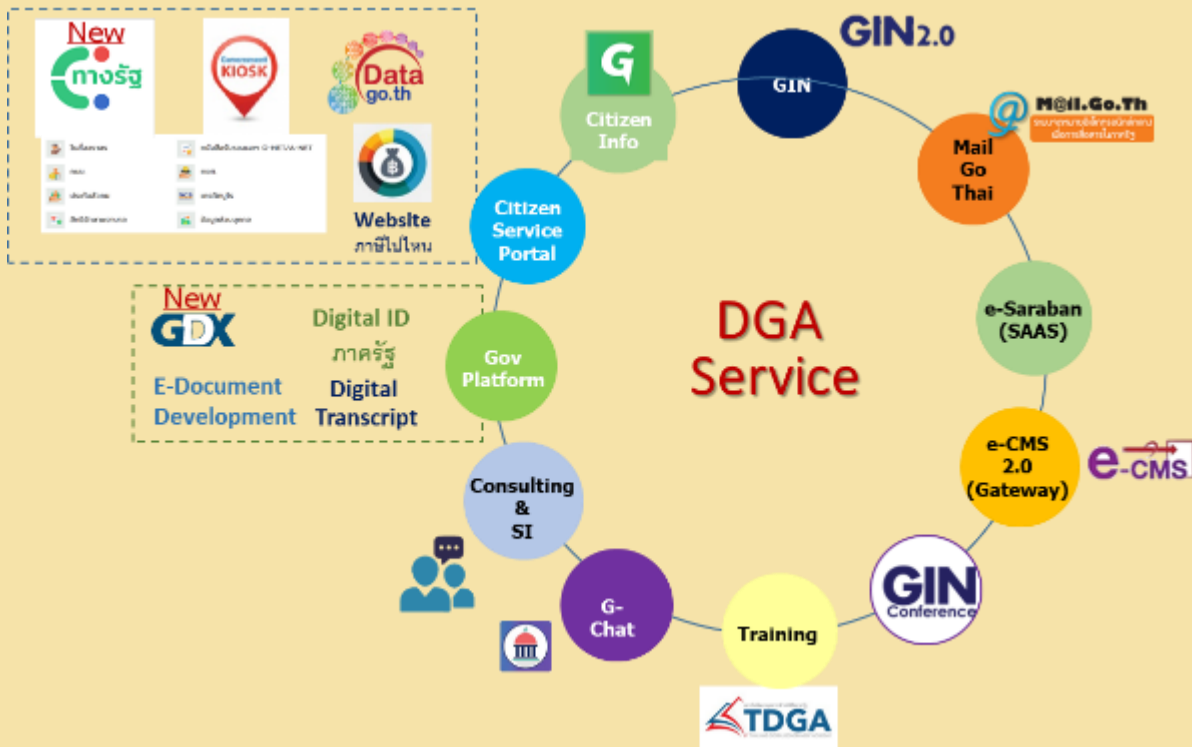 New
ทางรัฐ
Government
KIOSK
Data
go.th
Website
ภาษีไปไหน
New
GDX
Digital ID
ภาครัฐ
E-Document
Development
Digital
Transcript
DGA
Service
G
Citizen
Info
GIN
GIN2.0
Mail
Go
Thai
M@il.Go.Th
e-Saraban
(SAAS)
e-CMS
2.0
(Gateway)
e-CMS
GIN
Conference
Training
TDGA
G-
Chat
Consulting
&
SI
Gov
Platform
Citizen
Service
Portal